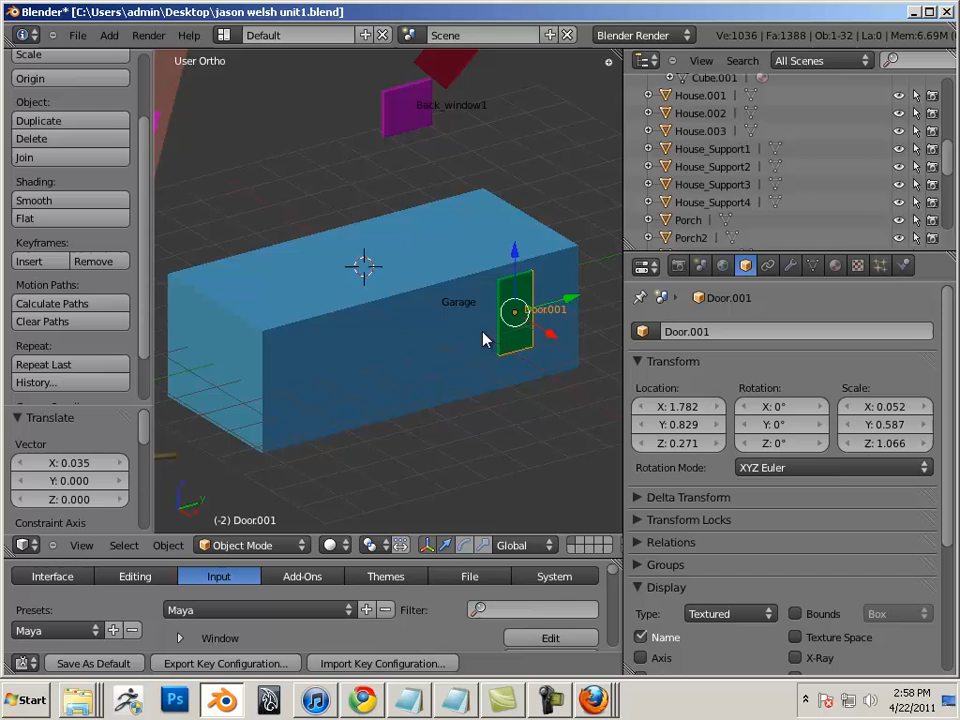 Blender* [C:\Users\admin\Desktop\jason welsh unit1.blend]
File Add Render Help Default Scene Blender Render Ve:1036 | Fa:1388 | Ob:1-32 | La:0 | Mem:6.69M
Scale
Origin
Object:
Duplicate
Delete
Join
Shading:
Smooth
Flat
Keyframes:
Insert Remove
Motion Paths:
Calculate Paths
Clear Paths
Repeat:
Repeat Last
History...
Translate
Vector
X: 0.035
Y: 0.000
Z: 0.000
Constraint Axis
User Ortho
Back_window1
Garage
Door.001
z
y
(-2) Door.001
View Select Object Object Mode Global
View Search All Scenes
Cube.001
House.001
House.002
House.003
House_Support1
House_Support2
House_Support3
House_Support4
Porch
Porch2
Door.001
Door.001
Transform
Location: Rotation: Scale:
X: 1.782 X: 0° X: 0.052
Y: 0.829 Y: 0° Y: 0.587
Z: 0.271 Z: 0° Z: 1.066
Rotation Mode: XYZ Euler
Delta Transform
Transform Locks
Relations
Groups
Display
Type: Textured Bounds Box
Name Texture Space
Axis X-Ray
Interface Editing Input Add-Ons Themes File System
Presets: Maya Filter:
Maya Window Edit
Save As Default Export Key Configuration... Import Key Configuration...
Start Ps 2:58 PM
4/22/2011